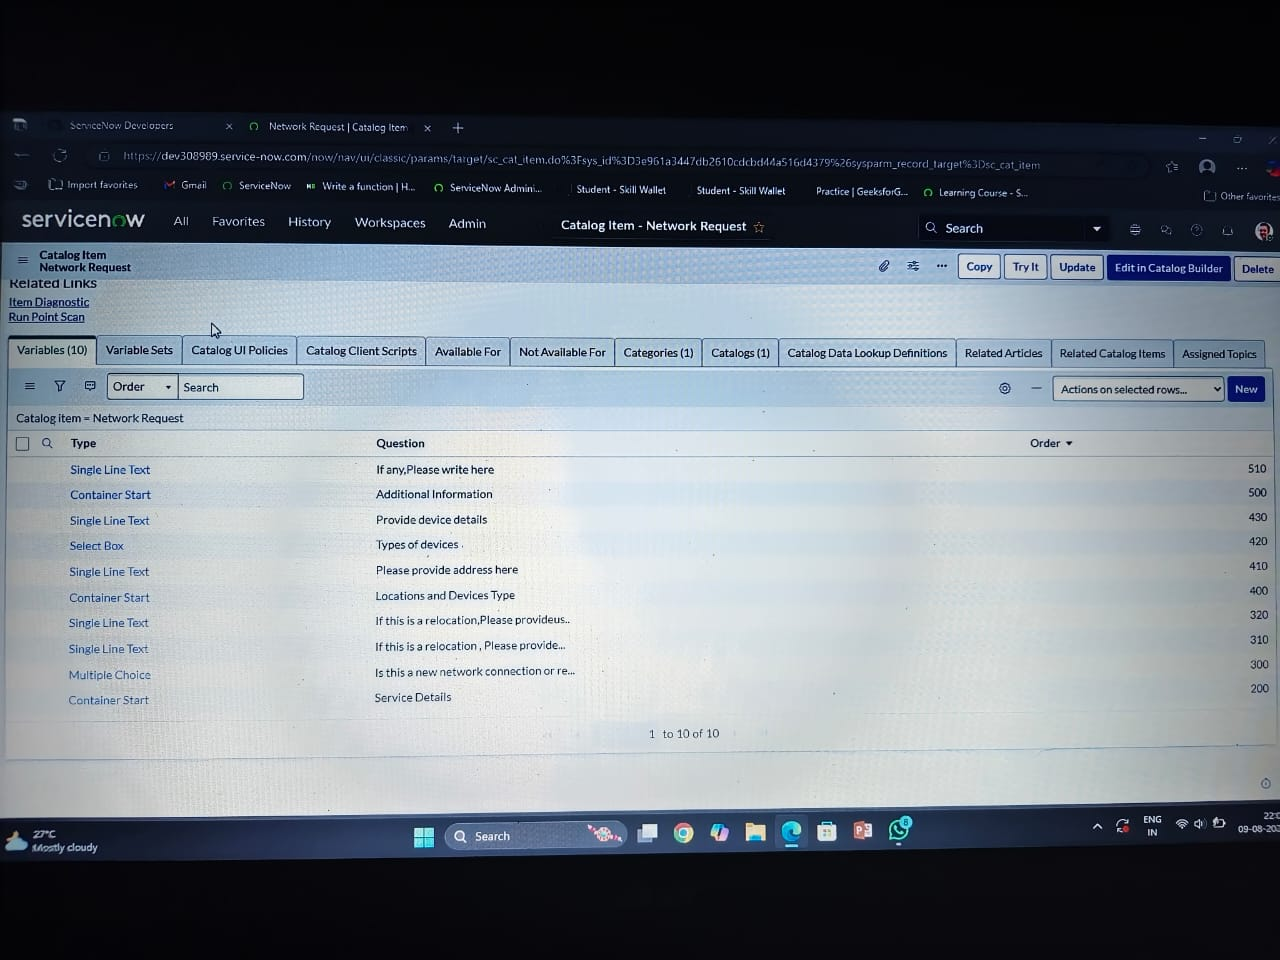 ServiceNow Developers
Network Request | Catalog Item
https://dev308989.service-now.com/now/nav/ui/classic/params/target/sc_cat_item.do%3Fsys_id%3D3e961a3447db2610cdcbd44a516d4379%26sysparm_record_target%3Dsc_cat_item
Import favorites Gmail ServiceNow Write a function | H... ServiceNow Admini... Student - Skill Wallet Student - Skill Wallet Practice | GeeksforG... Learning Course - S... Other favorites
servicenow All Favorites History Workspaces Admin Catalog Item - Network Request Search
Catalog Item
Network Request
Copy Try It Update Edit in Catalog Builder Delete
Related Links
Item Diagnostic
Run Point Scan
Variables (10) Variable Sets Catalog UI Policies Catalog Client Scripts Available For Not Available For Categories (1) Catalogs (1) Catalog Data Lookup Definitions Related Articles Related Catalog Items Assigned Topics
Order Search Actions on selected rows... New
Catalog item = Network Request
Type Question Order
Single Line Text If any,Please write here 510
Container Start Additional Information 500
Single Line Text Provide device details 430
Select Box Types of devices . 420
Single Line Text Please provide address here 410
Container Start Locations and Devices Type 400
Single Line Text If this is a relocation,Please provideus.. 320
Single Line Text If this is a relocation , Please provide... 310
Multiple Choice Is this a new network connection or re... 300
Container Start Service Details 200
1 to 10 of 10
27°C
Mostly cloudy
Search
8
ENG
IN
22:0
09-08-202